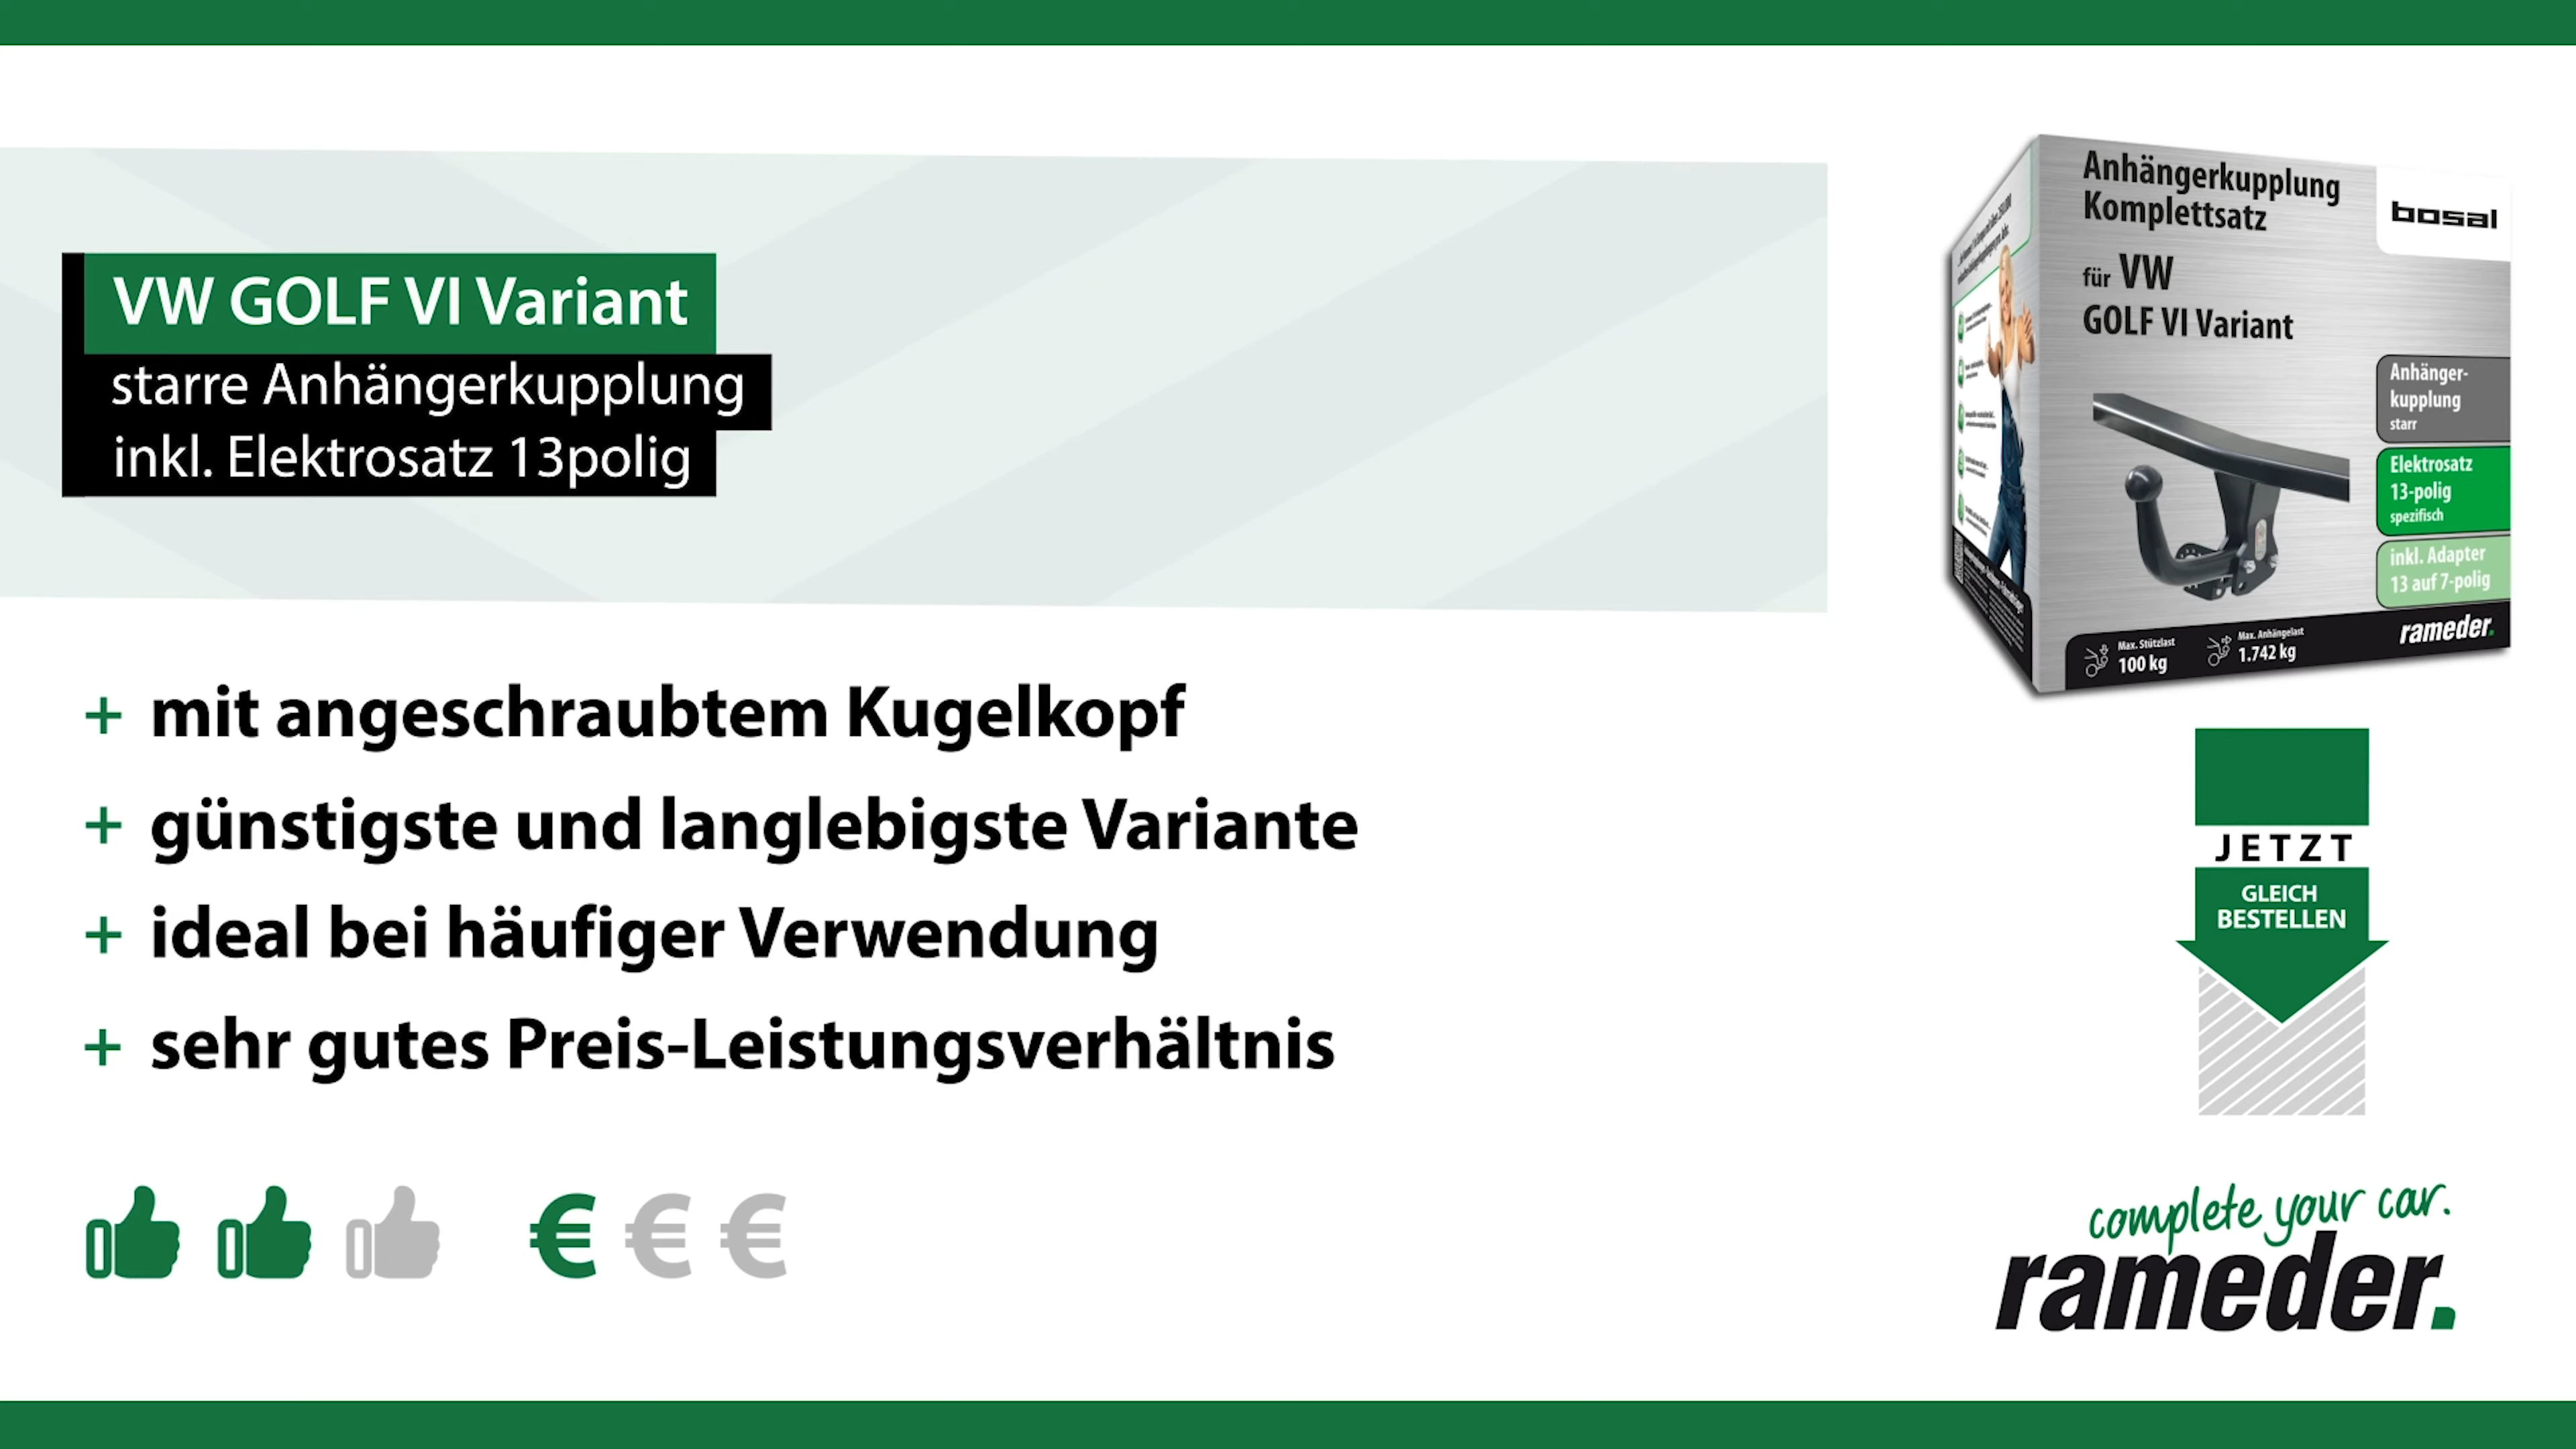 VW GOLF VI Variant
starre Anhängerkupplung
inkl. Elektrosatz 13polig
+ mit angeschraubtem Kugelkopf
+ günstigste und langlebigste Variante
+ ideal bei häufiger Verwendung
+ sehr gutes Preis-Leistungsverhältnis
€ € €
Anhängerkupplung
Komplettsatz
bosal
für VW
GOLF VI Variant
Anhänger-
kupplung
starr
Elektrosatz
13-polig
spezifisch
inkl. Adapter
13 auf 7-polig
Max. Stützlast
100 kg
Max. Anhängelast
1.742 kg
rameder.
JETZT
GLEICH
BESTELLEN
complete your car.
rameder.